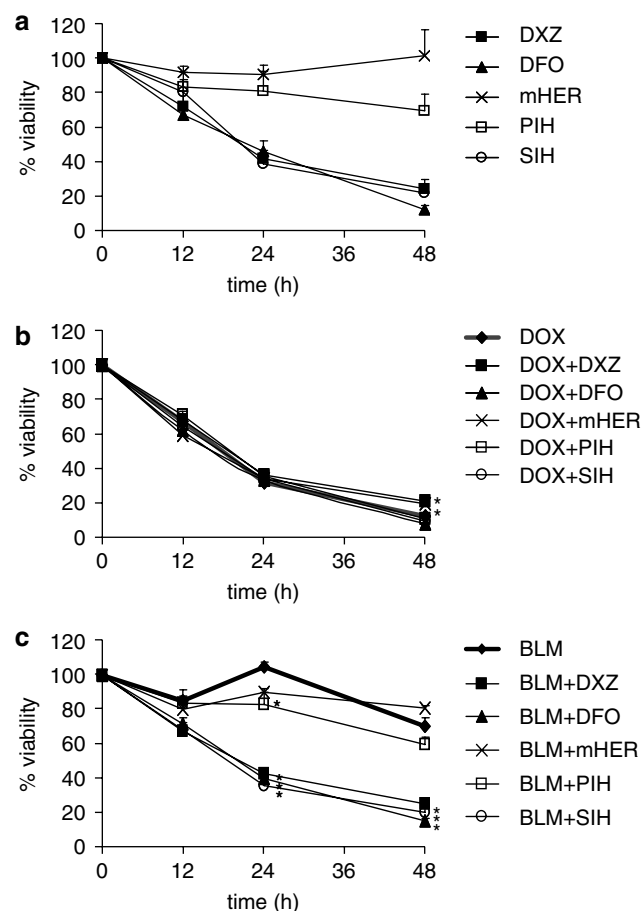 a
120
100
80
60
40
20
0
% viability
0 12 24 36 48
time (h)
DXZ
DFO
mHER
PIH
SIH
b
120
100
80
60
40
20
0
% viability
0 12 24 36 48
time (h)
DOX
DOX+DXZ
DOX+DFO
DOX+mHER
DOX+PIH
DOX+SIH
*
*
c
120
100
80
60
40
20
0
% viability
0 12 24 36 48
time (h)
BLM
BLM+DXZ
BLM+DFO
BLM+mHER
BLM+PIH
BLM+SIH
*
*
*
*
*
*
*